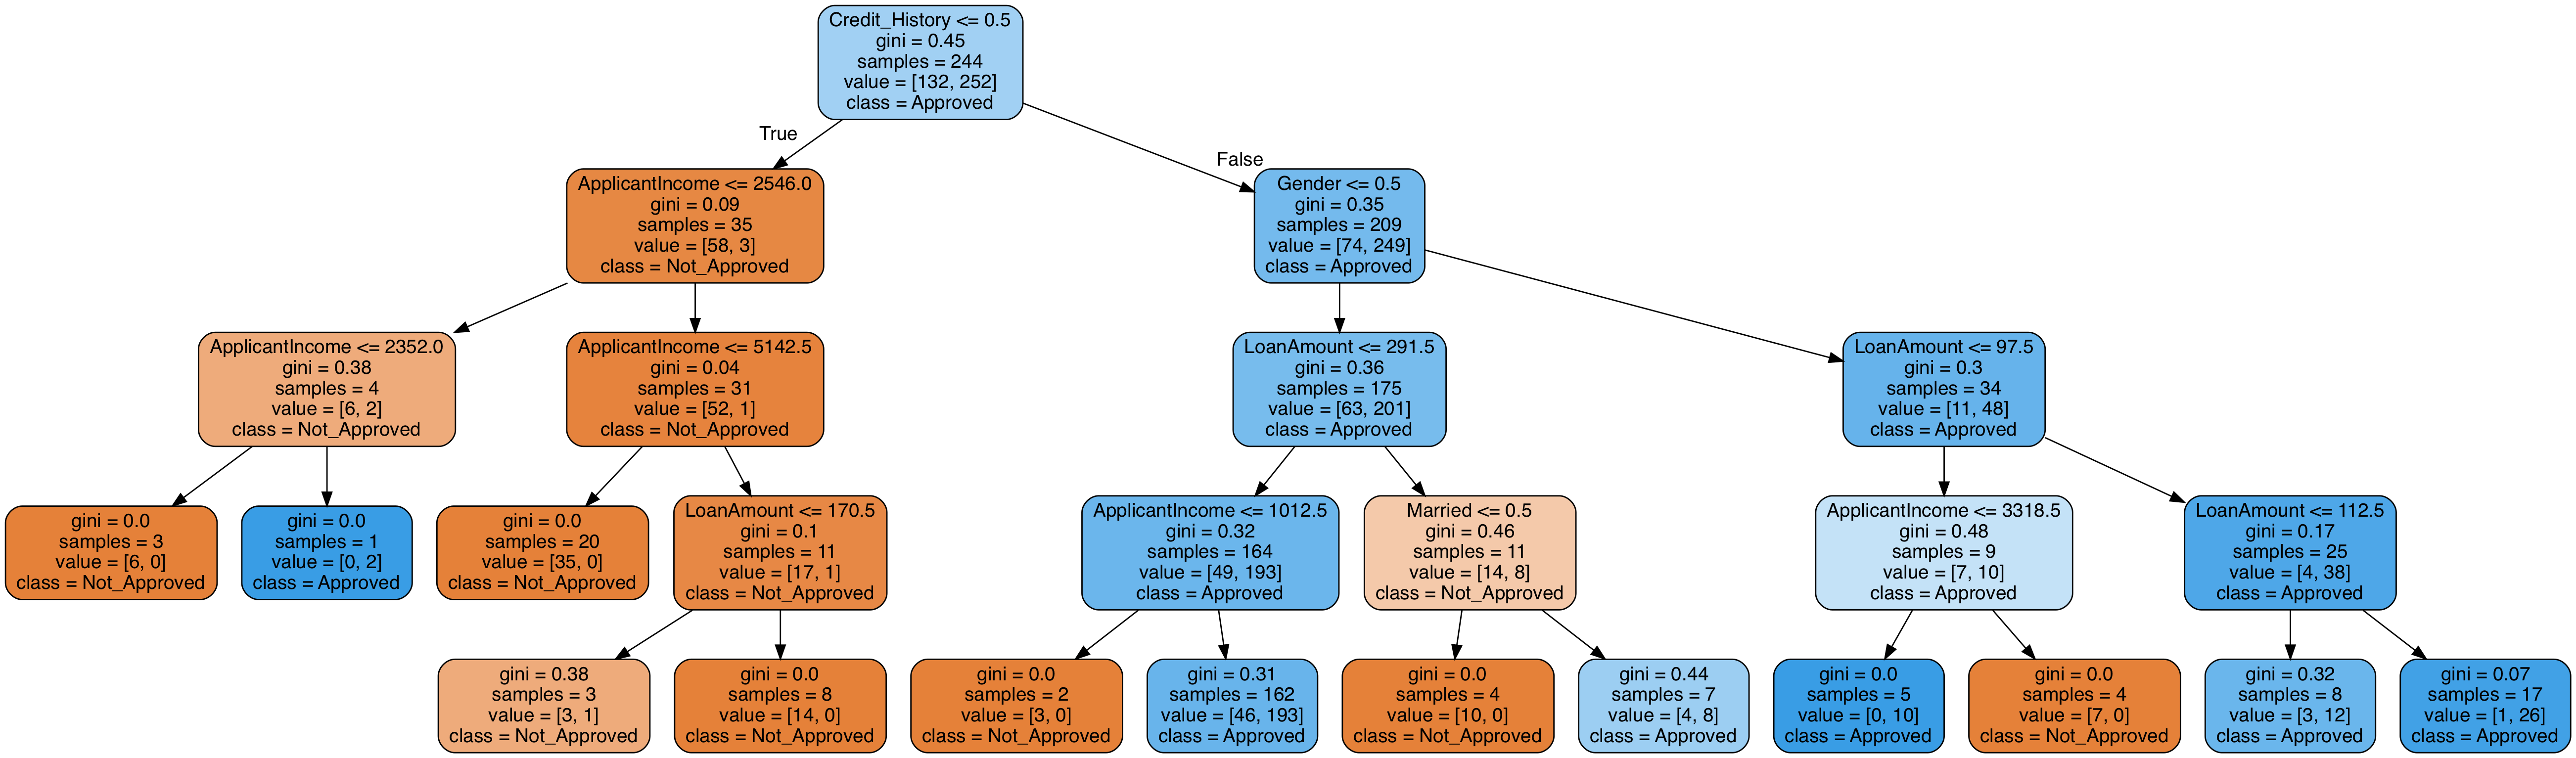 Credit_History <= 0.5
gini = 0.45
samples = 244
value = [132, 252]
class = Approved
True
False
ApplicantIncome <= 2546.0
gini = 0.09
samples = 35
value = [58, 3]
class = Not_Approved
Gender <= 0.5
gini = 0.35
samples = 209
value = [74, 249]
class = Approved
ApplicantIncome <= 2352.0
gini = 0.38
samples = 4
value = [6, 2]
class = Not_Approved
ApplicantIncome <= 5142.5
gini = 0.04
samples = 31
value = [52, 1]
class = Not_Approved
LoanAmount <= 291.5
gini = 0.36
samples = 175
value = [63, 201]
class = Approved
LoanAmount <= 97.5
gini = 0.3
samples = 34
value = [11, 48]
class = Approved
gini = 0.0
samples = 3
value = [6, 0]
class = Not_Approved
gini = 0.0
samples = 1
value = [0, 2]
class = Approved
gini = 0.0
samples = 20
value = [35, 0]
class = Not_Approved
LoanAmount <= 170.5
gini = 0.1
samples = 11
value = [17, 1]
class = Not_Approved
ApplicantIncome <= 1012.5
gini = 0.32
samples = 164
value = [49, 193]
class = Approved
Married <= 0.5
gini = 0.46
samples = 11
value = [14, 8]
class = Not_Approved
ApplicantIncome <= 3318.5
gini = 0.48
samples = 9
value = [7, 10]
class = Approved
LoanAmount <= 112.5
gini = 0.17
samples = 25
value = [4, 38]
class = Approved
gini = 0.38
samples = 3
value = [3, 1]
class = Not_Approved
gini = 0.0
samples = 8
value = [14, 0]
class = Not_Approved
gini = 0.0
samples = 2
value = [3, 0]
class = Not_Approved
gini = 0.31
samples = 162
value = [46, 193]
class = Approved
gini = 0.0
samples = 4
value = [10, 0]
class = Not_Approved
gini = 0.44
samples = 7
value = [4, 8]
class = Approved
gini = 0.0
samples = 5
value = [0, 10]
class = Approved
gini = 0.0
samples = 4
value = [7, 0]
class = Not_Approved
gini = 0.32
samples = 8
value = [3, 12]
class = Approved
gini = 0.07
samples = 17
value = [1, 26]
class = Approved